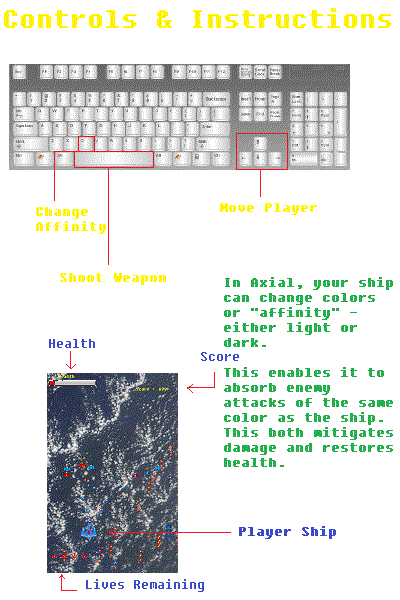 Controls & Instructions
Change
Affinity
Move Player
Shoot Weapon
In Axial, your ship
can change colors
or "affinity" -
either light or
dark.
Health
Score
This enables it to
absorb enemy
attacks of the same
color as the ship.
This both mitigates
damage and restores
health.
Player Ship
Lives Remaining